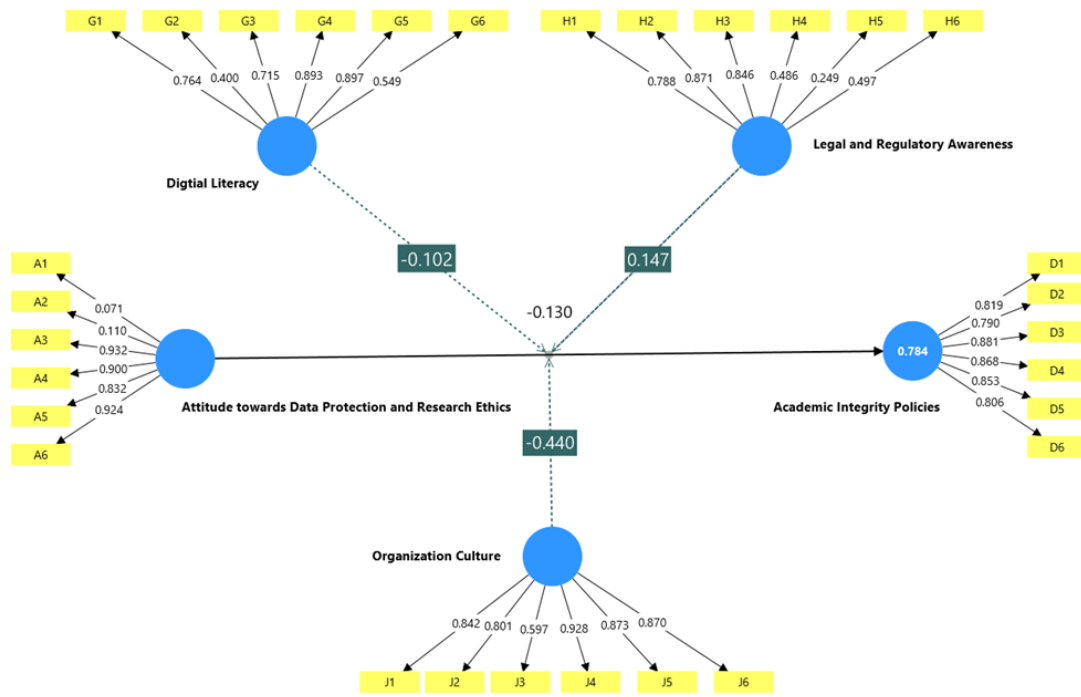 G1 G2 G3 G4 G5 G6
H1 H2 H3 H4 H5 H6
0.764 0.400 0.715 0.893 0.897 0.549
0.788 0.871 0.846 0.486 0.249 0.497
Digtial Literacy
Legal and Regulatory Awareness
-0.102
0.147
-0.130
A1
A2
A3
A4
A5
A6
0.071
0.110
0.932
0.900
0.832
0.924
Attitude towards Data Protection and Research Ethics
0.784
Academic Integrity Policies
0.819
0.790
0.881
0.868
0.853
0.806
D1
D2
D3
D4
D5
D6
-0.440
Organization Culture
0.842 0.801 0.597 0.928 0.873 0.870
J1 J2 J3 J4 J5 J6